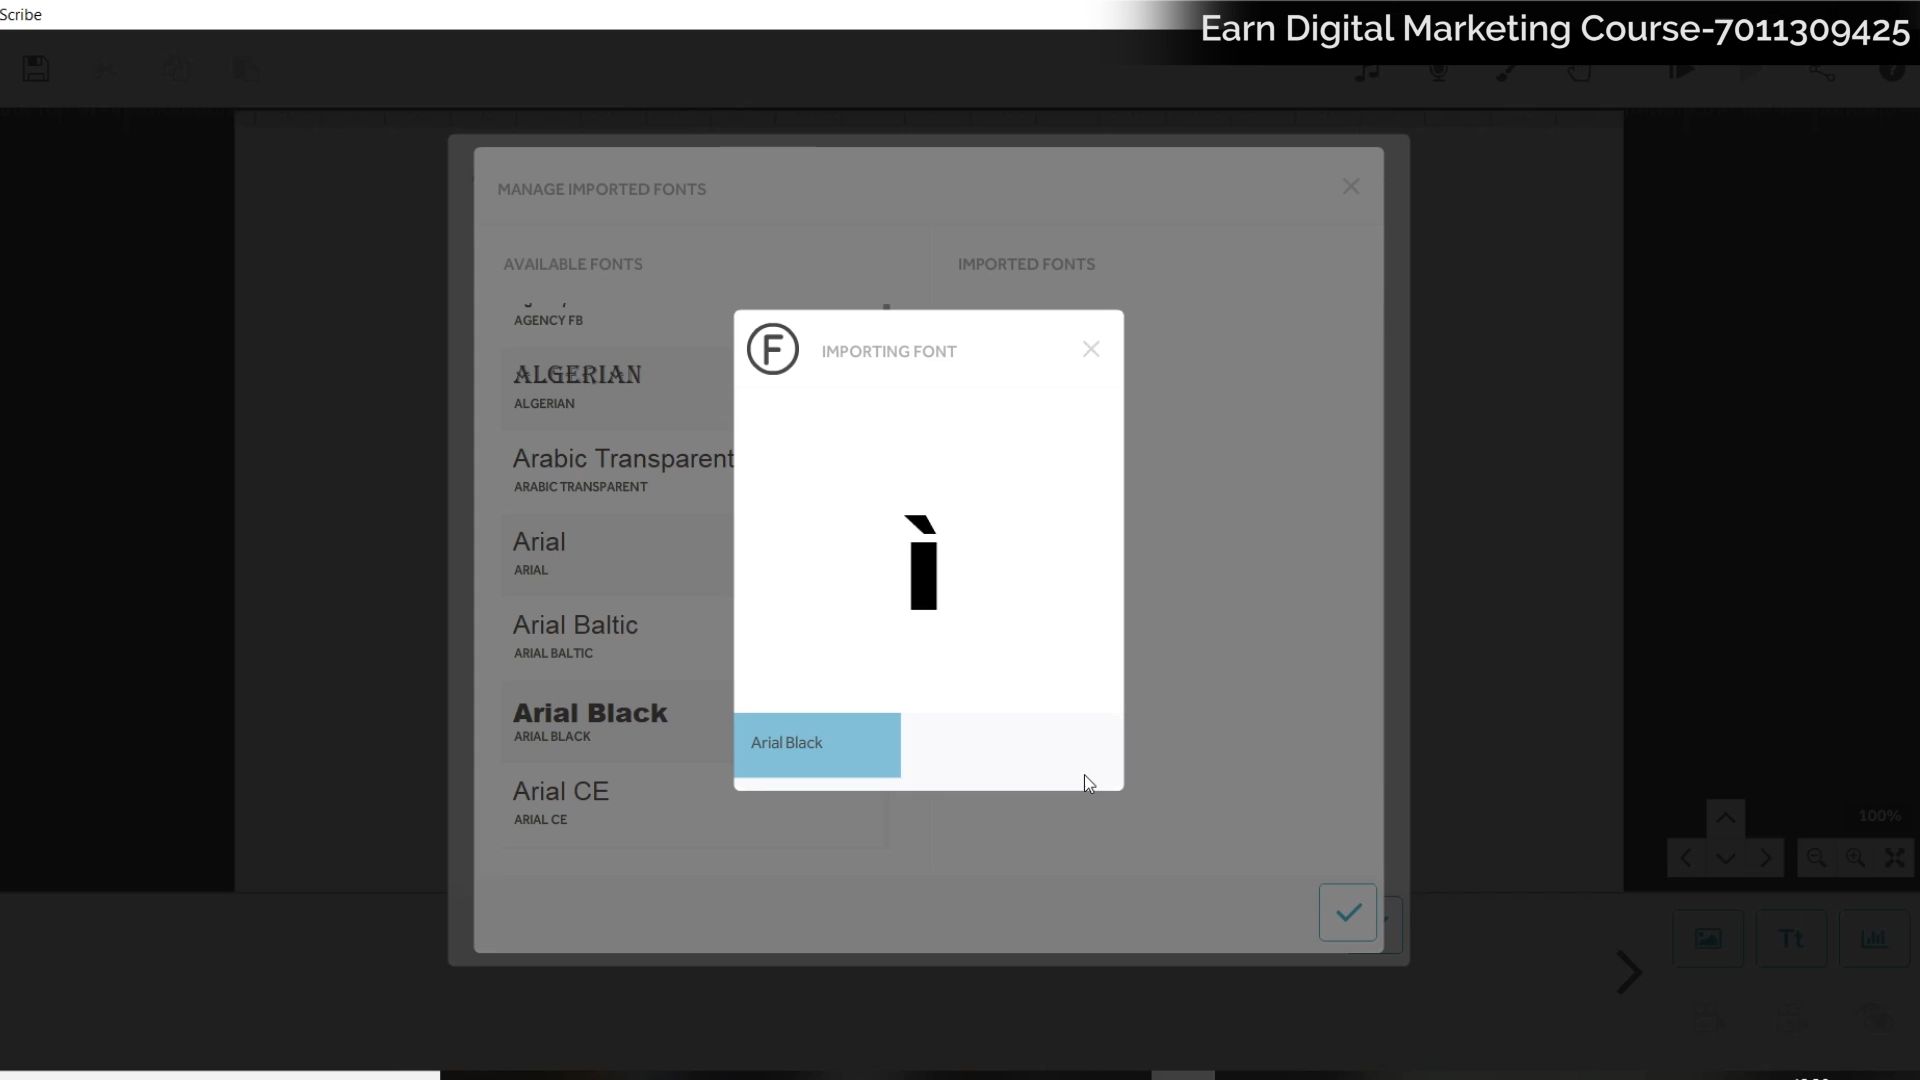 Scribe
Earn Digital Marketing Course-7011309425
MANAGE IMPORTED FONTS
AVAILABLE FONTS
IMPORTED FONTS
AGENCY FB
ALGERIAN
ALGERIAN
Arabic Transparent
ARABIC TRANSPARENT
Arial
ARIAL
Arial Baltic
ARIAL BALTIC
Arial Black
ARIAL BLACK
Arial CE
ARIAL CE
F
IMPORTING FONT
ì
Arial Black
100%
Tt